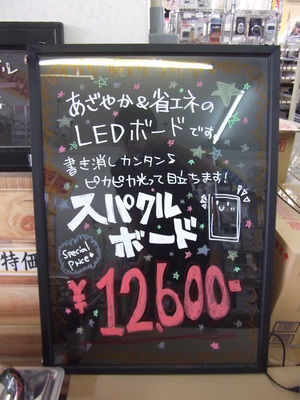 あざやか&省エネの
LEDボードです!
書き消しカンタン♪
ピカピカ光って目立ちます!
スパクル
ボード
Special
Price!
¥12,600-
特価